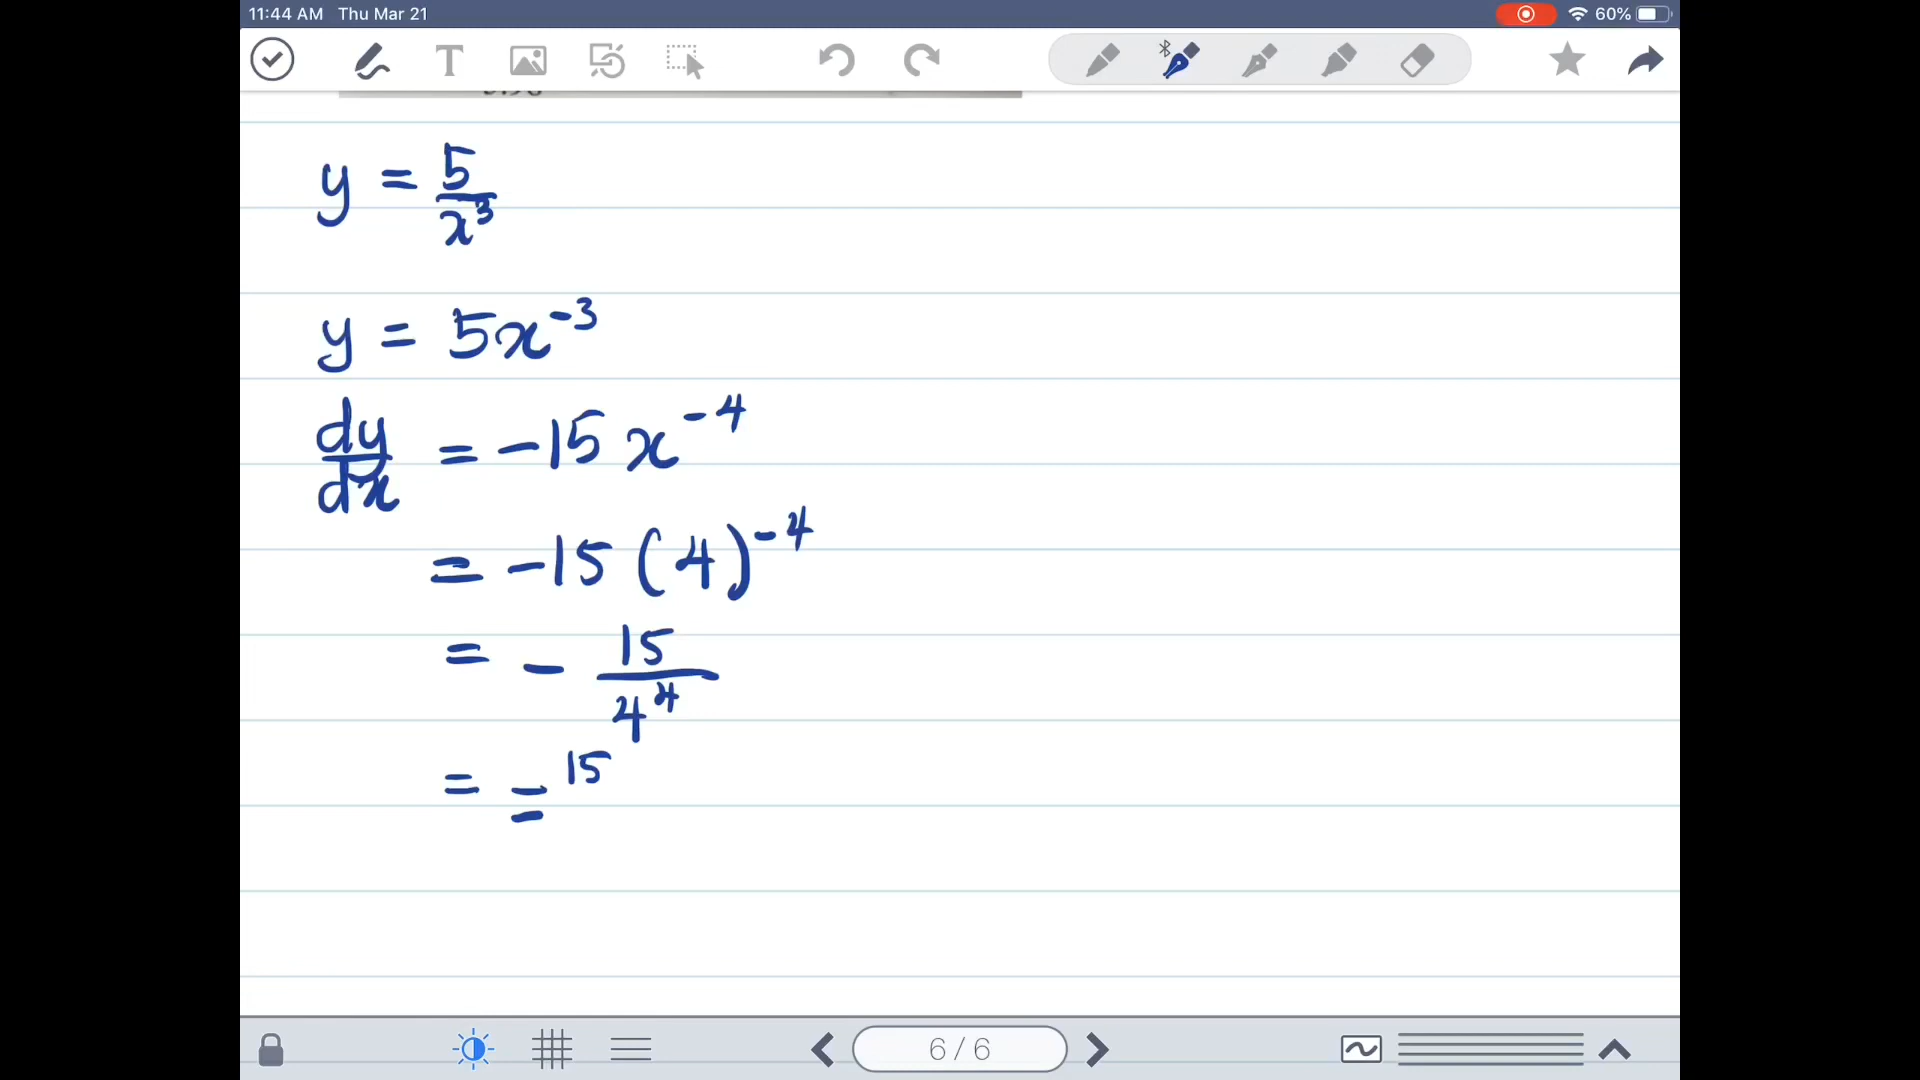 11:44 AM Thu Mar 21 60%
T
y = 5/x³
y = 5x⁻³
dy/dx = -15 x⁻⁴
= -15 (4)⁻⁴
= - 15/4⁴
= - 15
6 / 6